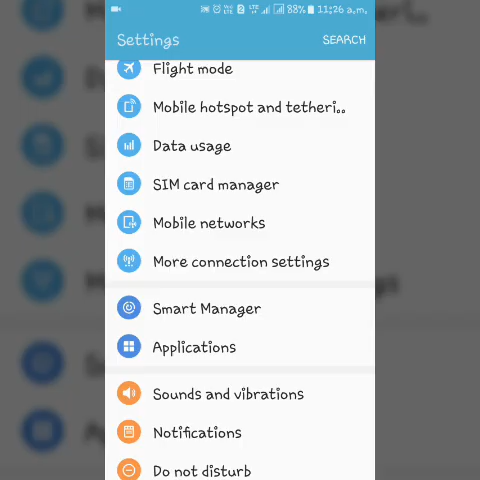 88% 11:26 a.m.
Settings SEARCH
Flight mode
Mobile hotspot and tetheri..
Data usage
SIM card manager
Mobile networks
More connection settings
Smart Manager
Applications
Sounds and vibrations
Notifications
Do not disturb